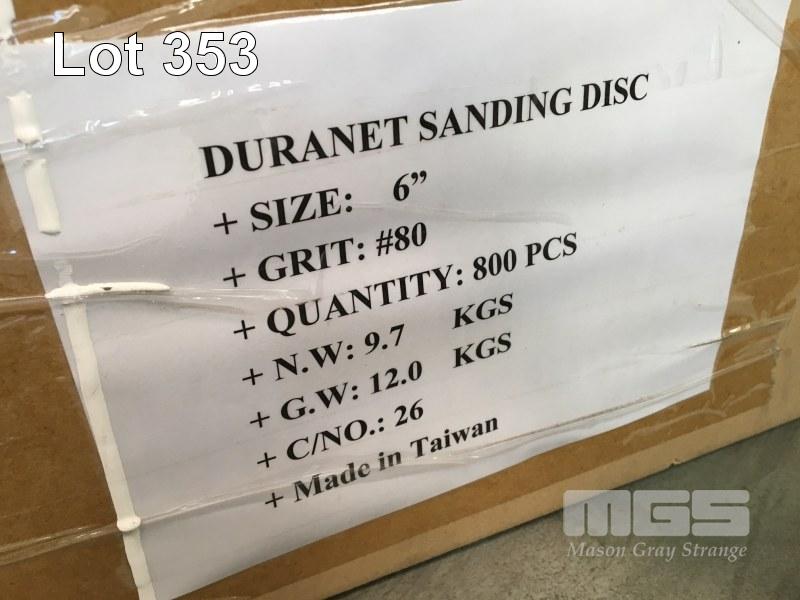 Lot 353
DURANET SANDING DISC
+ SIZE: 6”
+ GRIT: #80
+ QUANTITY: 800 PCS
+ N.W: 9.7 KGS
+ G.W: 12.0 KGS
+ C/NO.: 26
+ Made in Taiwan
MGS
Mason Gray Strange